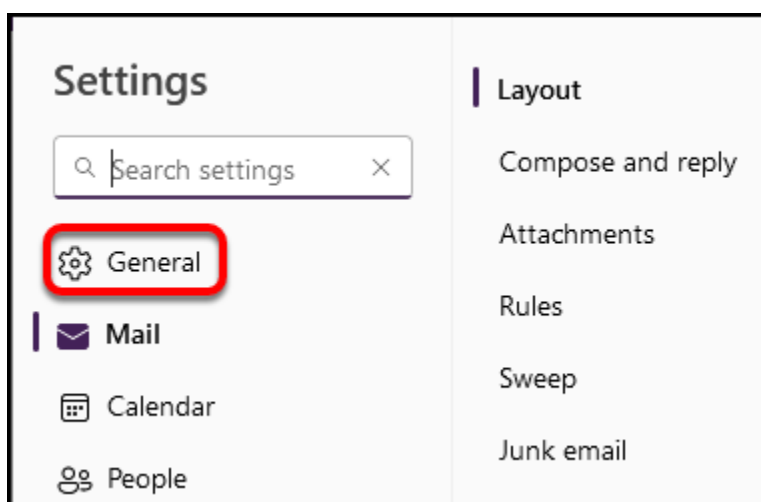 Settings
Search settings
General
Mail
Calendar
People
Layout
Compose and reply
Attachments
Rules
Sweep
Junk email